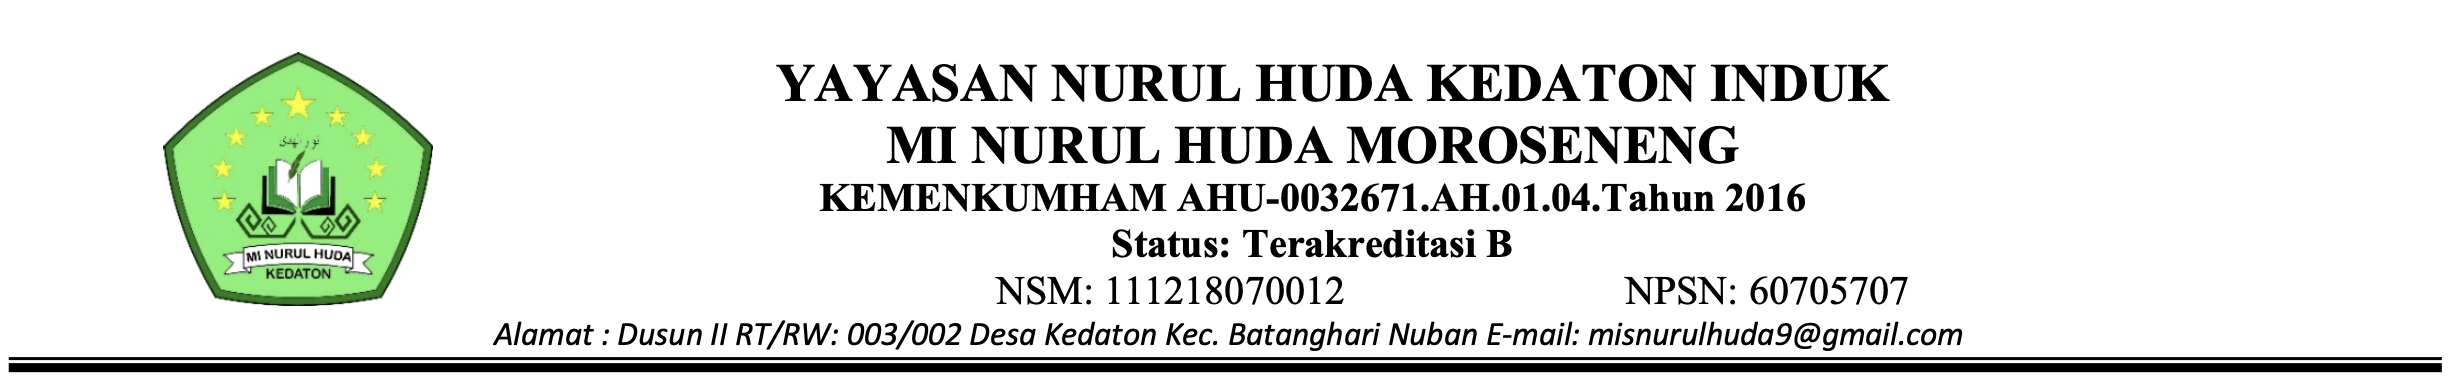 YAYASAN NURUL HUDA KEDATON INDUK
MI NURUL HUDA MOROSENENG
KEMENKUMHAM AHU-0032671.AH.01.04.Tahun 2016
Status: Terakreditasi B
NSM: 111218070012 NPSN: 60705707
Alamat : Dusun II RT/RW: 003/002 Desa Kedaton Kec. Batanghari Nuban E-mail: misnurulhuda9@gmail.com
MI NURUL HUDA
KEDATON